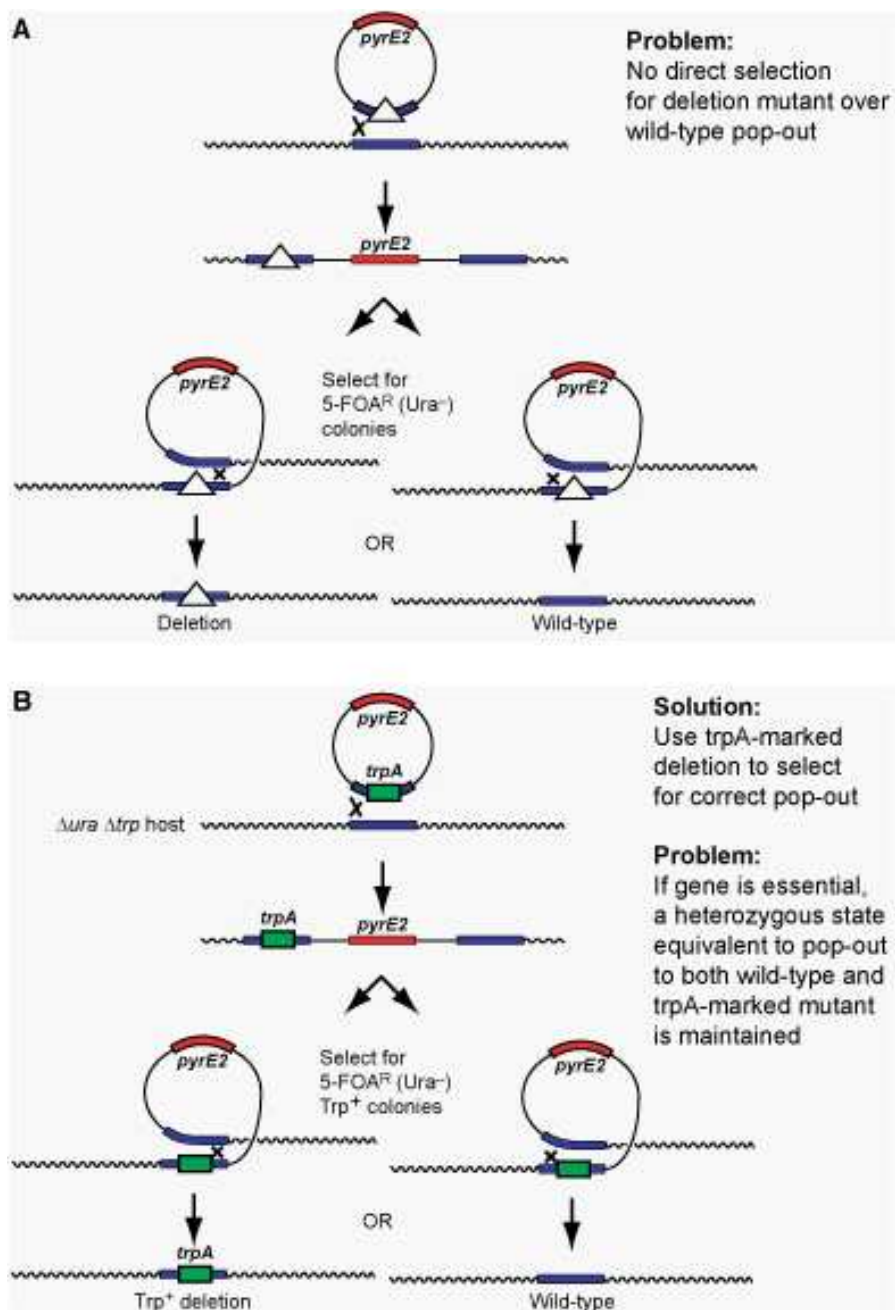 A
pyrE2
Problem:
No direct selection
for deletion mutant over
wild-type pop-out
pyrE2
pyrE2
Select for
5-FOAᴿ (Ura⁻)
colonies
pyrE2
OR
Deletion
Wild-type
B
pyrE2
trpA
Δura Δtrp host
Solution:
Use trpA-marked
deletion to select
for correct pop-out
Problem:
If gene is essential,
a heterozygous state
equivalent to pop-out
to both wild-type and
trpA-marked mutant
is maintained
trpA
pyrE2
pyrE2
Select for
5-FOAᴿ (Ura⁻)
Trp⁺ colonies
pyrE2
OR
trpA
Trp⁺ deletion
Wild-type